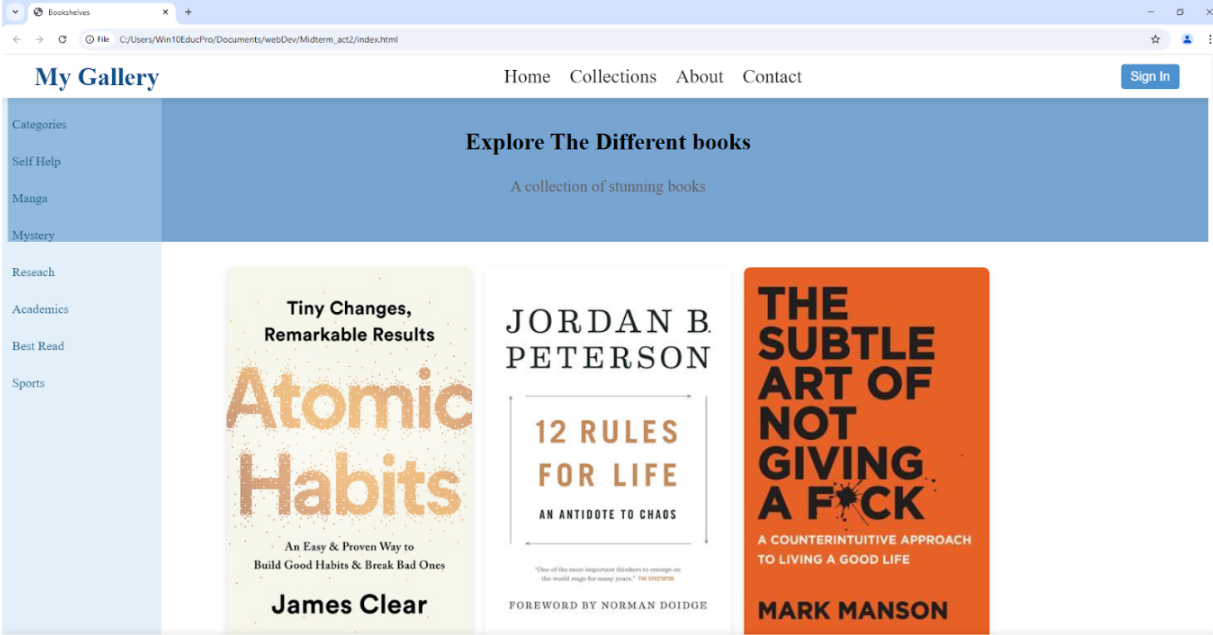 Bookshelves
File C:/Users/Win10EducPro/Documents/webDev/Midterm_act2/index.html
My Gallery
Home Collections About Contact
Sign In
Categories
Self Help
Manga
Mystery
Reseach
Academics
Best Read
Sports
Explore The Different books
A collection of stunning books
Tiny Changes,
Remarkable Results
Atomic
Habits
An Easy & Proven Way to
Build Good Habits & Break Bad Ones
James Clear
JORDAN B.
PETERSON
12 RULES
FOR LIFE
AN ANTIDOTE TO CHAOS
"One of the most important thinkers to emerge on
the world stage for many years." THE SPECTATOR
FOREWORD BY NORMAN DOIDGE
THE
SUBTLE
ART OF
NOT
GIVING
A F*CK
A COUNTERINTUITIVE APPROACH
TO LIVING A GOOD LIFE
MARK MANSON